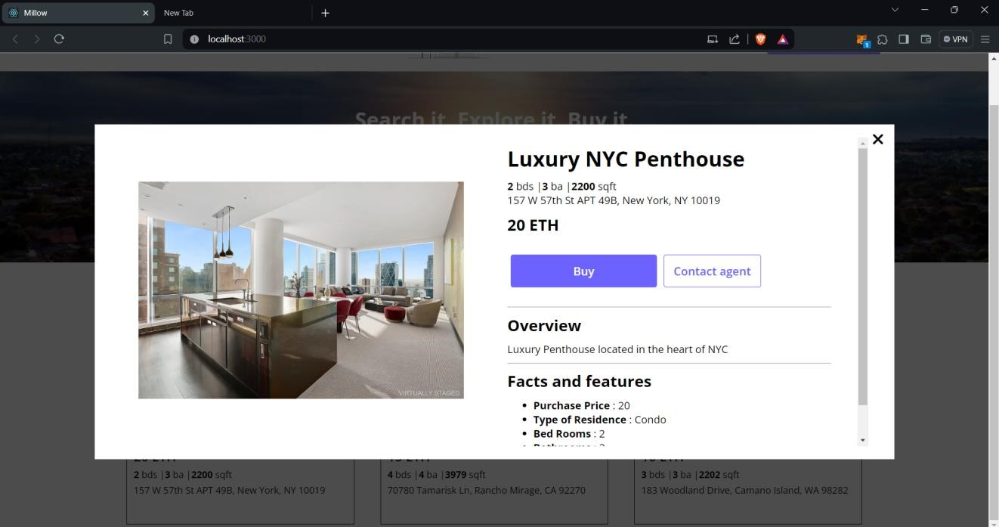 Millow
New Tab
localhost:3000
1
VPN
Search it. Explore it. Buy it.
Luxury NYC Penthouse
2 bds |3 ba |2200 sqft
157 W 57th St APT 49B, New York, NY 10019
20 ETH
Buy
Contact agent
Overview
Luxury Penthouse located in the heart of NYC
Facts and features
Purchase Price : 20
Type of Residence : Condo
Bed Rooms : 2
VIRTUALLY STAGED
2 bds |3 ba |2200 sqft
157 W 57th St APT 49B, New York, NY 10019
4 bds |4 ba |3979 sqft
70780 Tamarisk Ln, Rancho Mirage, CA 92270
3 bds |3 ba |2202 sqft
183 Woodland Drive, Camano Island, WA 98282